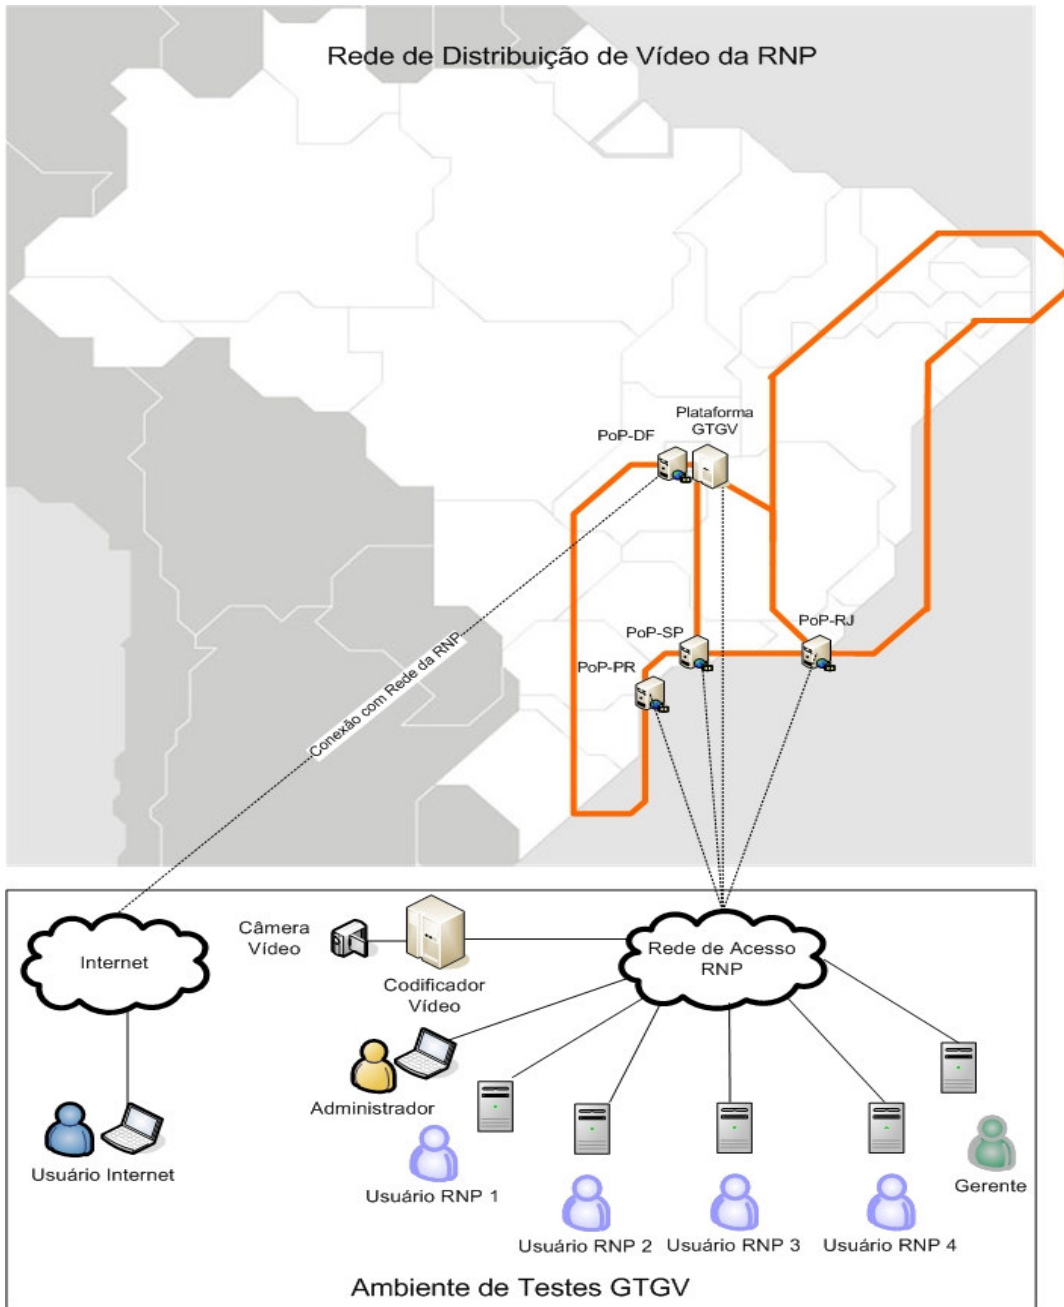 Rede de Distribuição de Vídeo da RNP
Plataforma
GTGV
PoP-DF
PoP-RJ
PoP-SP
PoP-PR
Conexão com Rede da RNP
Câmera
Vídeo
Internet
Rede de Acesso
RNP
Codificador
Vídeo
Administrador
Usuário Internet
Usuário RNP 1
Gerente
Usuário RNP 2
Usuário RNP 3
Usuário RNP 4
Ambiente de Testes GTGV